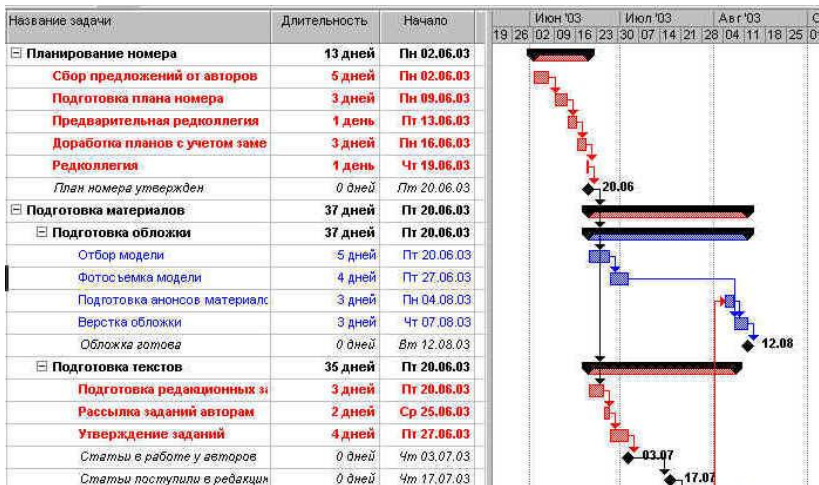 Название задачи Длительность Начало Июн '03 Июл '03 Авг '03 С
19 26 02 09 16 23 30 07 14 21 28 04 11 18 25 0
Планирование номера 13 дней Пн 02.06.03
Сбор предложений от авторов 5 дней Пн 02.06.03
Подготовка плана номера 3 дней Пн 09.06.03
Предварительная редколлегия 1 день Пт 13.06.03
Доработка планов с учетом заме 3 дней Пн 16.06.03
Редколлегия 1 день Чт 19.06.03
План номера утвержден 0 дней Пт 20.06.03 20.06
Подготовка материалов 37 дней Пт 20.06.03
Подготовка обложки 37 дней Пт 20.06.03
Отбор модели 5 дней Пт 20.06.03
Фотосъемка модели 4 дней Пт 27.06.03
Подготовка анонсов материалс 3 дней Пн 04.08.03
Верстка обложки 3 дней Чт 07.08.03
Обложка готова 0 дней Вт 12.08.03 12.08
Подготовка текстов 35 дней Пт 20.06.03
Подготовка редакционных за 3 дней Пт 20.06.03
Рассылка заданий авторам 2 дней Ср 25.06.03
Утверждение заданий 4 дней Пт 27.06.03
Статьи в работе у авторов 0 дней Чт 03.07.03 03.07
Статьи поступили в редакции 0 дней Чт 17.07.03 17.07